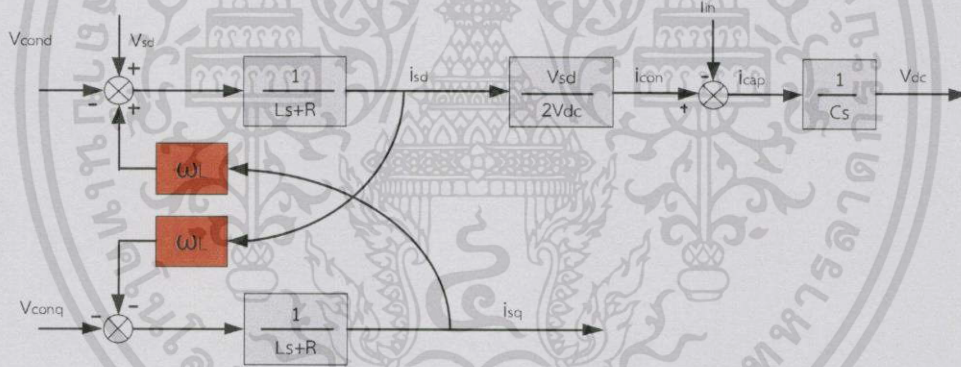 Vcond
Vsd
+
-
+
1
Ls+R
isd
Vsd
2Vdc
icon
Iin
-
+
icap
1
Cs
Vdc
ωL
ωL
Vconq
-
-
1
Ls+R
isq